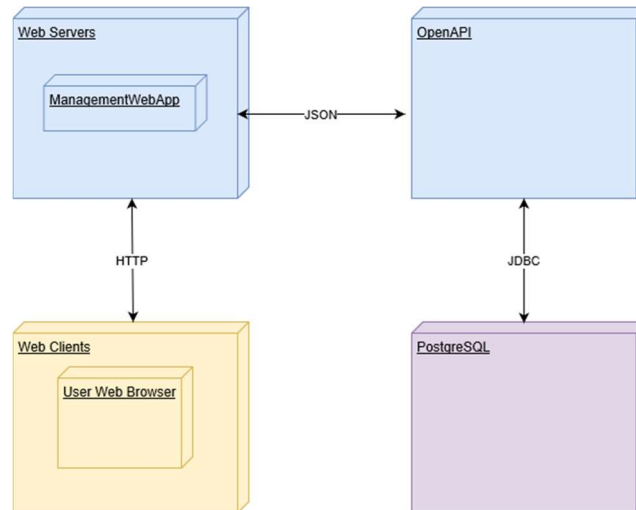 Web Servers
OpenAPI
ManagementWebApp
JSON
HTTP
JDBC
Web Clients
PostgreSQL
User Web Browser